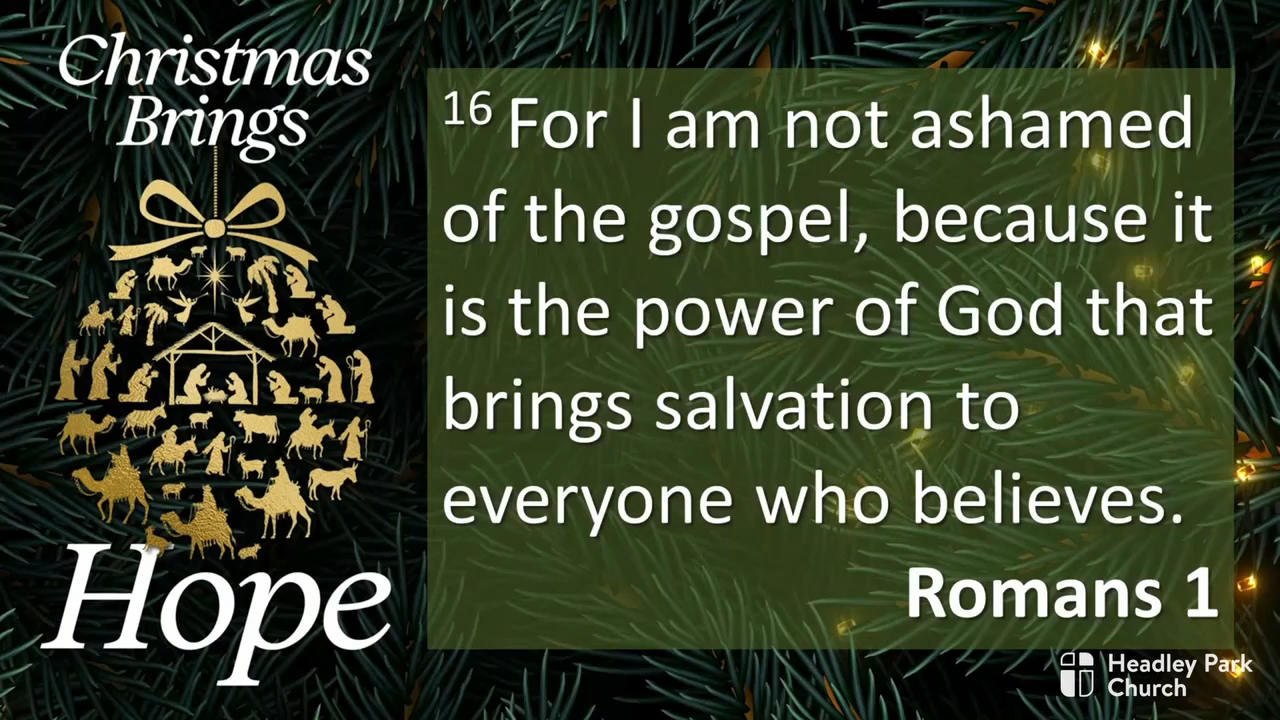 Christmas
Brings
Hope
16 For I am not ashamed
of the gospel, because it
is the power of God that
brings salvation to
everyone who believes.
Romans 1
Headley Park
Church